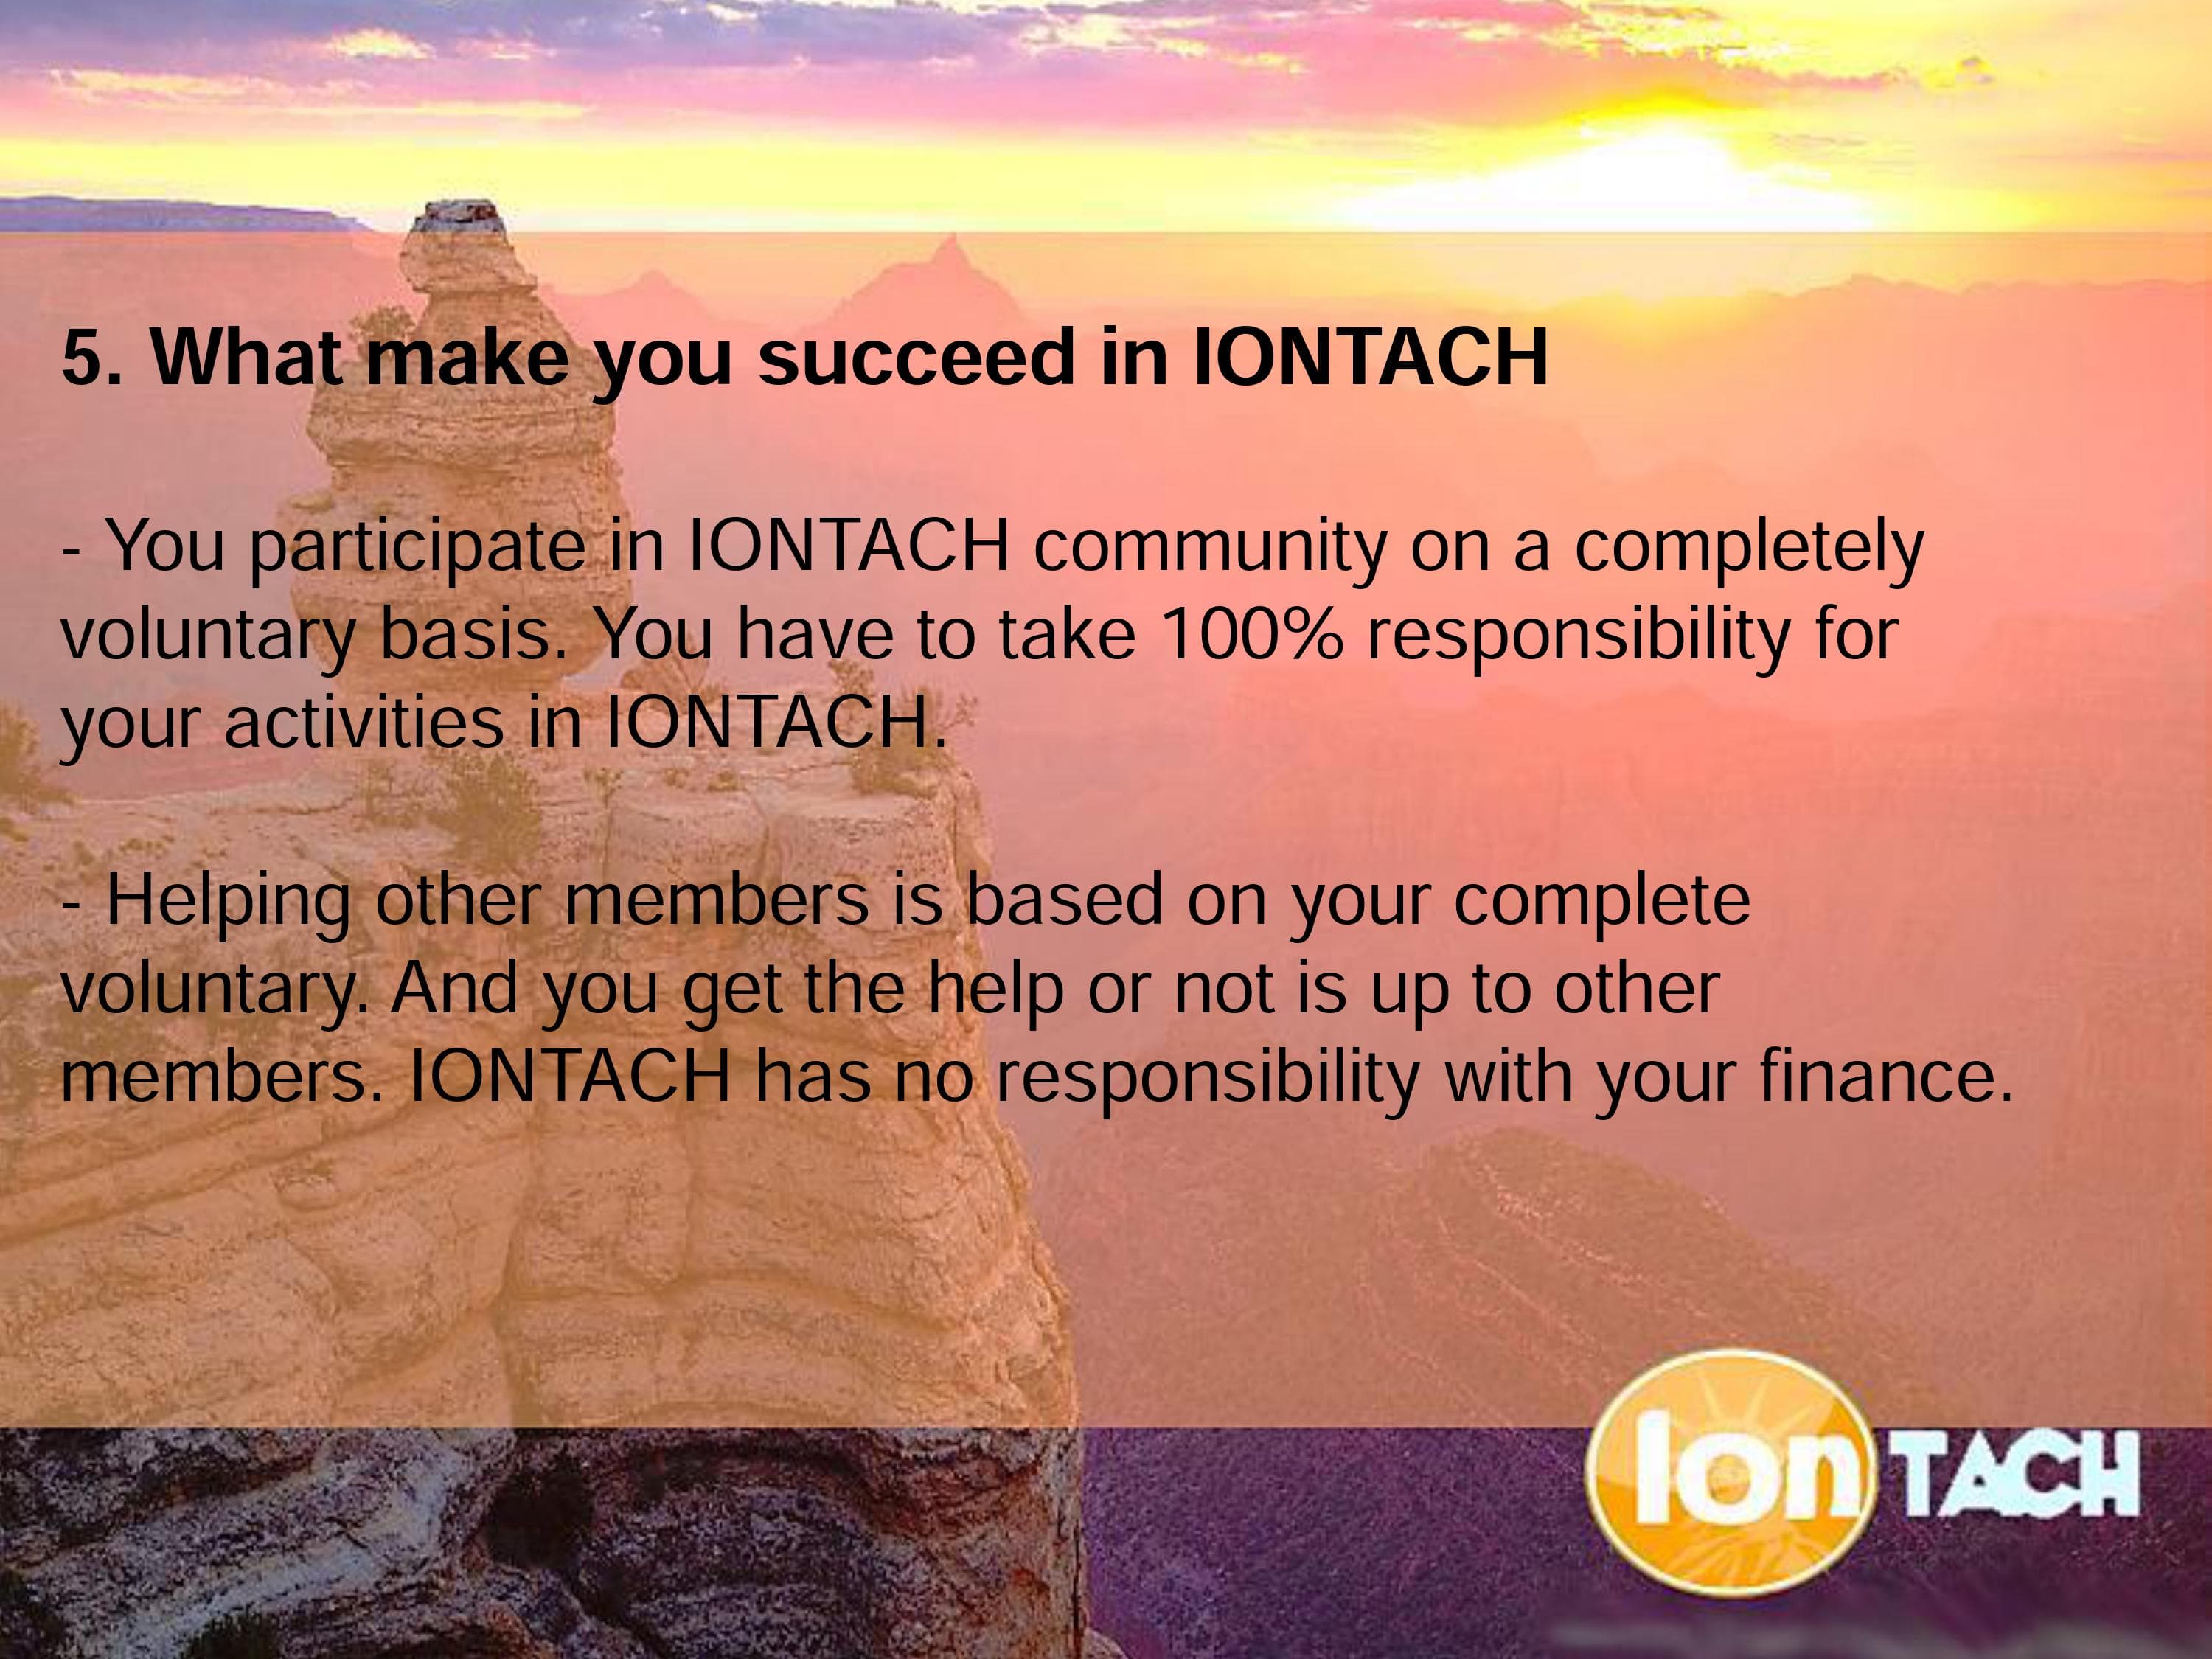 5. What make you succeed in IONTACH
- You participate in IONTACH community on a completely
voluntary basis. You have to take 100% responsibility for
your activities in IONTACH.
- Helping other members is based on your complete
voluntary. And you get the help or not is up to other
members. IONTACH has no responsibility with your finance.
Ion TACH